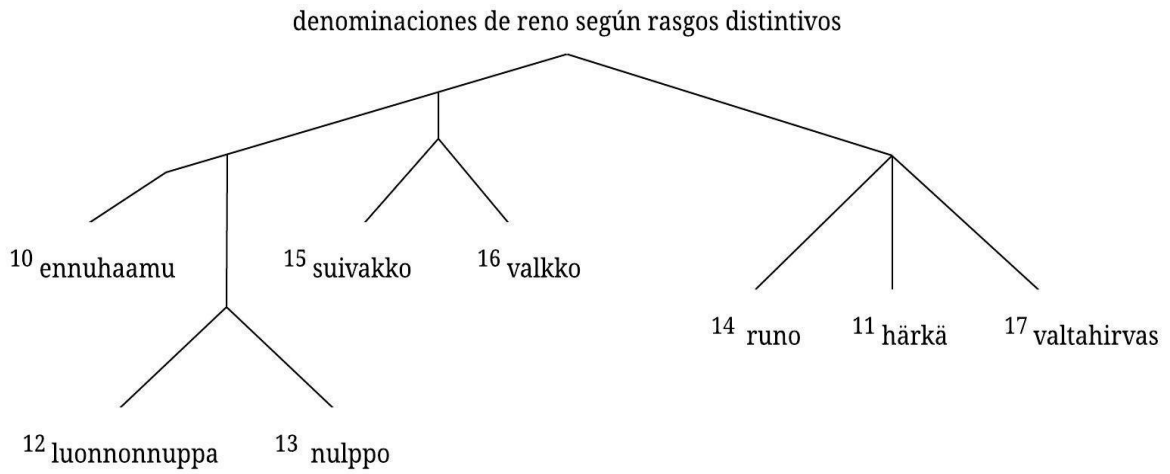 denominaciones de reno según rasgos distintivos
10 ennuhaamu
15 suivakko
16 valkko
14 runo
11 härkä
17 valtahirvas
12 luonnonnuppa
13 nulppo